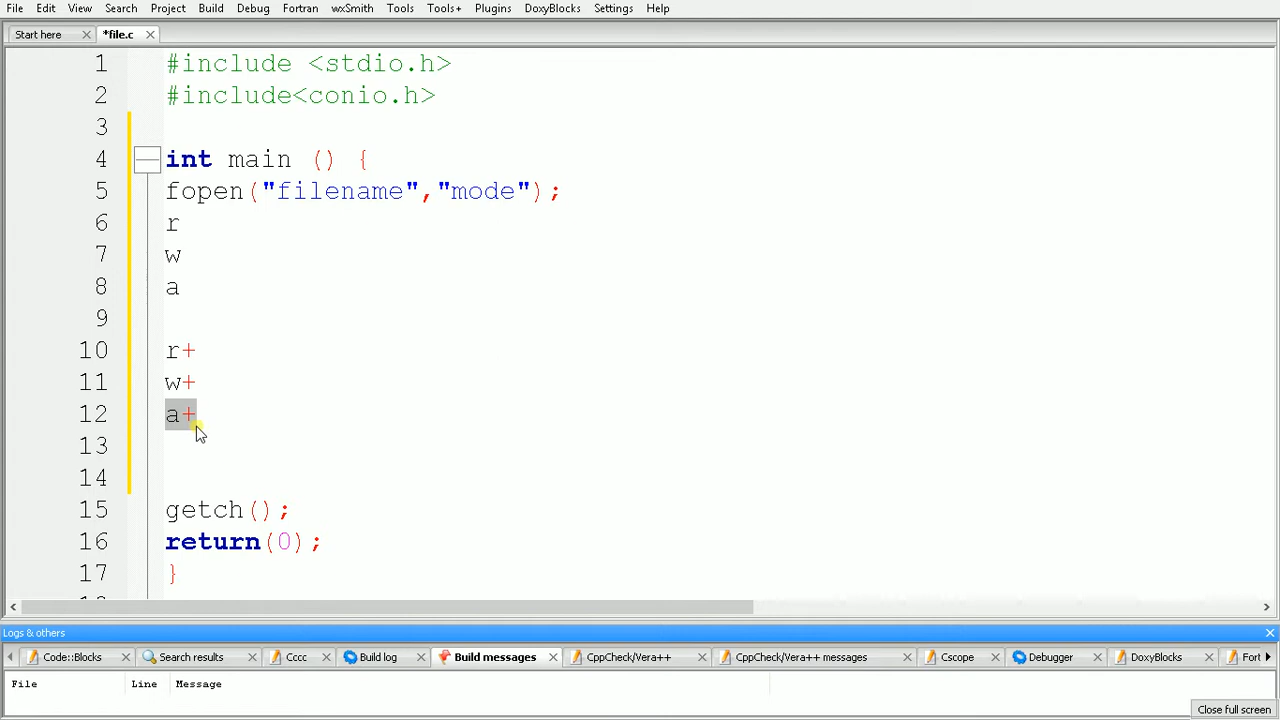 File Edit View Search Project Build Debug Fortran wxSmith Tools Tools+ Plugins DoxyBlocks Settings Help
Start here *file.c
1 #include <stdio.h>
2 #include<conio.h>
3
4 int main () {
5 fopen("filename","mode");
6 r
7 w
8 a
9
10 r+
11 w+
12 a+
13
14
15 getch();
16 return(0);
17 }
Logs & others
Code::Blocks Search results Cccc Build log Build messages CppCheck/Vera++ CppCheck/Vera++ messages Cscope Debugger DoxyBlocks Fort
File Line Message
Close full screen